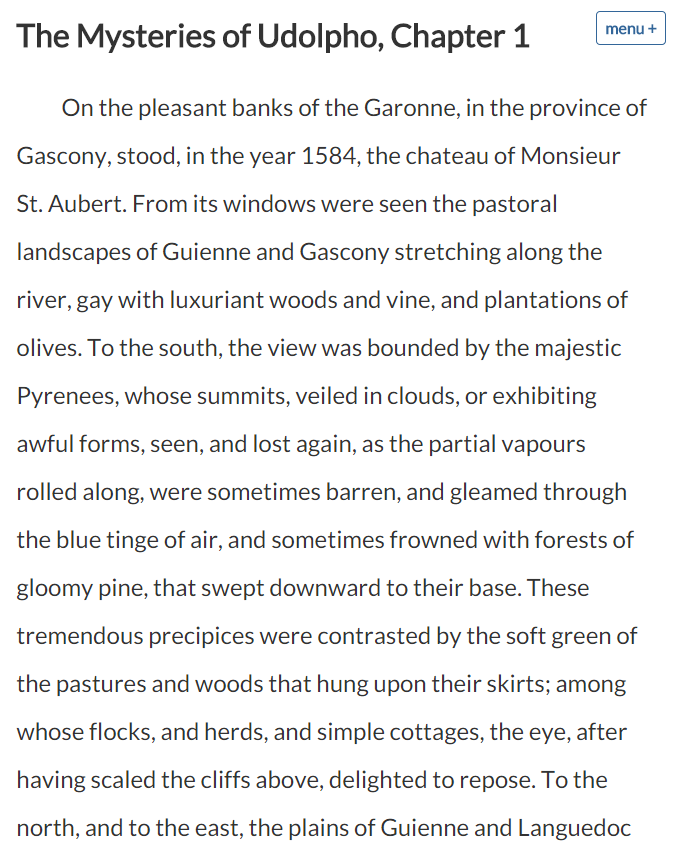 The Mysteries of Udolpho, Chapter 1
menu +
On the pleasant banks of the Garonne, in the province of
Gascony, stood, in the year 1584, the chateau of Monsieur
St. Aubert. From its windows were seen the pastoral
landscapes of Guienne and Gascony stretching along the
river, gay with luxuriant woods and vine, and plantations of
olives. To the south, the view was bounded by the majestic
Pyrenees, whose summits, veiled in clouds, or exhibiting
awful forms, seen, and lost again, as the partial vapours
rolled along, were sometimes barren, and gleamed through
the blue tinge of air, and sometimes frowned with forests of
gloomy pine, that swept downward to their base. These
tremendous precipices were contrasted by the soft green of
the pastures and woods that hung upon their skirts; among
whose flocks, and herds, and simple cottages, the eye, after
having scaled the cliffs above, delighted to repose. To the
north, and to the east, the plains of Guienne and Languedoc